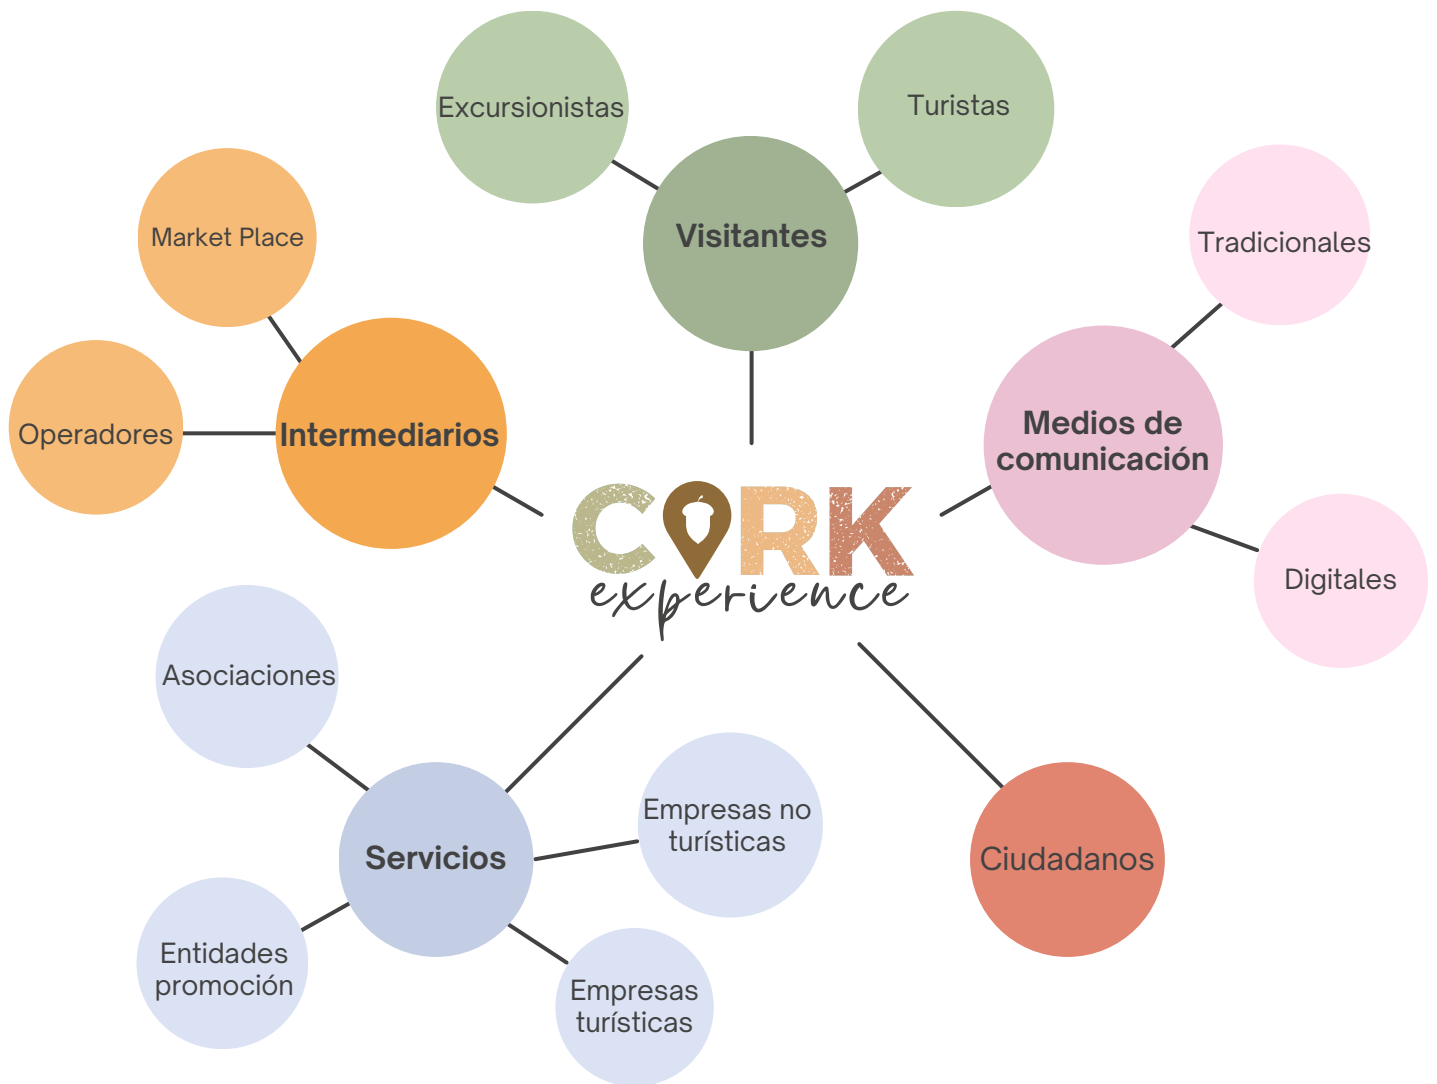 Excursionistas
Turistas
Visitantes
Market Place
Operadores
Intermediarios
Tradicionales
Medios de
comunicación
Digitales
CORK
experience
Asociaciones
Servicios
Empresas no
turísticas
Entidades
promoción
Empresas
turísticas
Ciudadanos